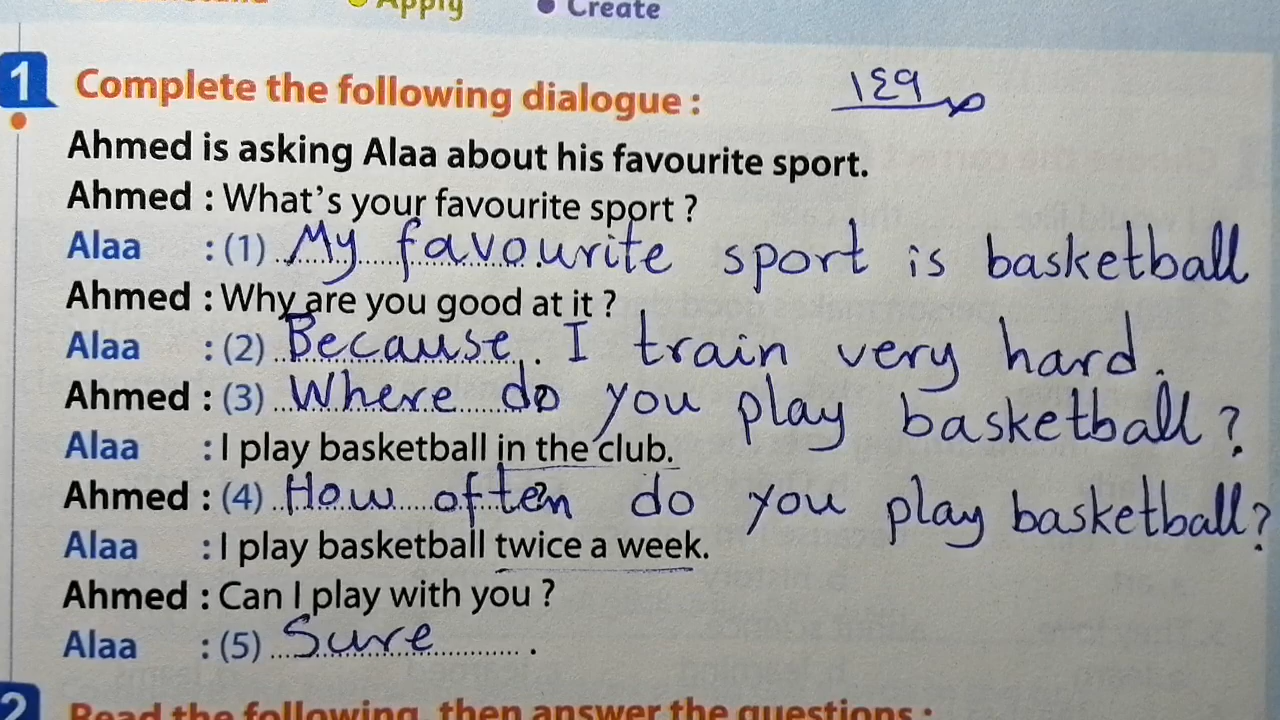 Apply Create
1 Complete the following dialogue : ص ١٤٩
Ahmed is asking Alaa about his favourite sport.
Ahmed : What's your favourite sport ?
Alaa : (1) My favourite sport is basketball
Ahmed : Why are you good at it ?
Alaa : (2) Because I train very hard.
Ahmed : (3) Where do you play basketball ?
Alaa : I play basketball in the club.
Ahmed : (4) How often do you play basketball?
Alaa : I play basketball twice a week.
Ahmed : Can I play with you ?
Alaa : (5) Sure .
2 Read the following, then answer the questions :